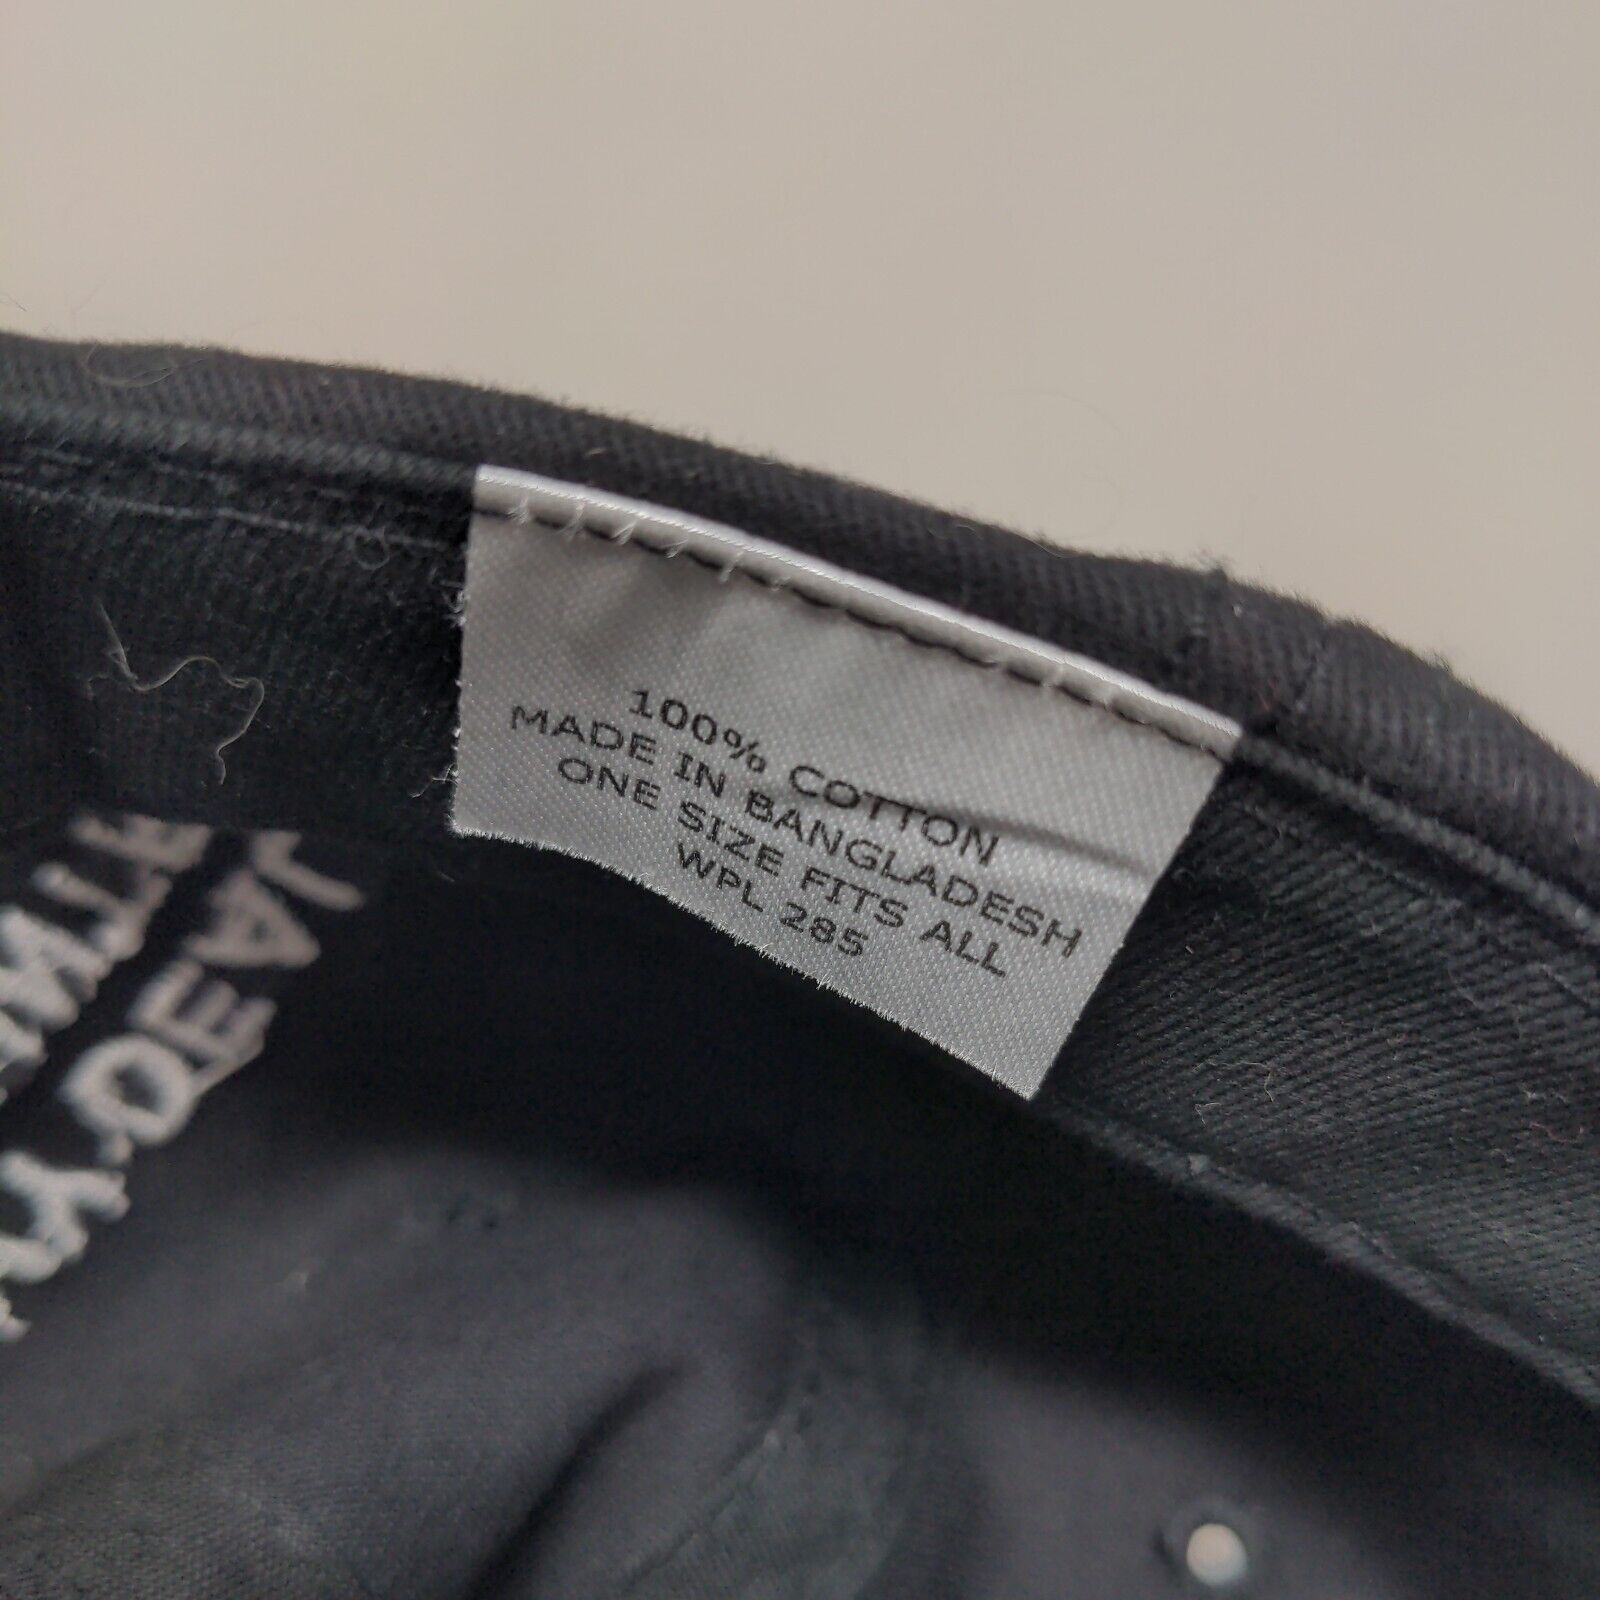 100% COTTON
MADE IN BANGLADESH
ONE SIZE FITS ALL
WPL 285